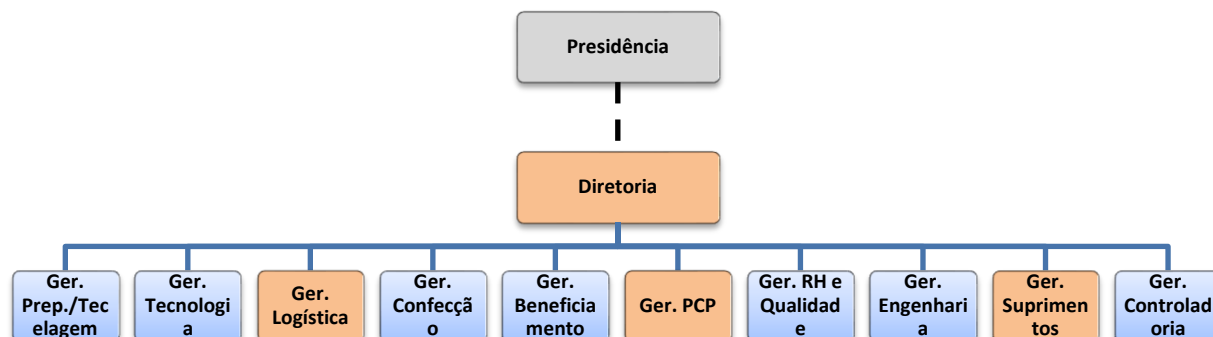 Presidência
Diretoria
Ger.
Prep./Tec
elagem
Ger.
Tecnologi
a
Ger.
Logística
Ger.
Confecçã
o
Ger.
Beneficia
mento
Ger. PCP
Ger. RH e
Qualidad
e
Ger.
Engenhari
a
Ger.
Suprimen
tos
Ger.
Controlad
oria